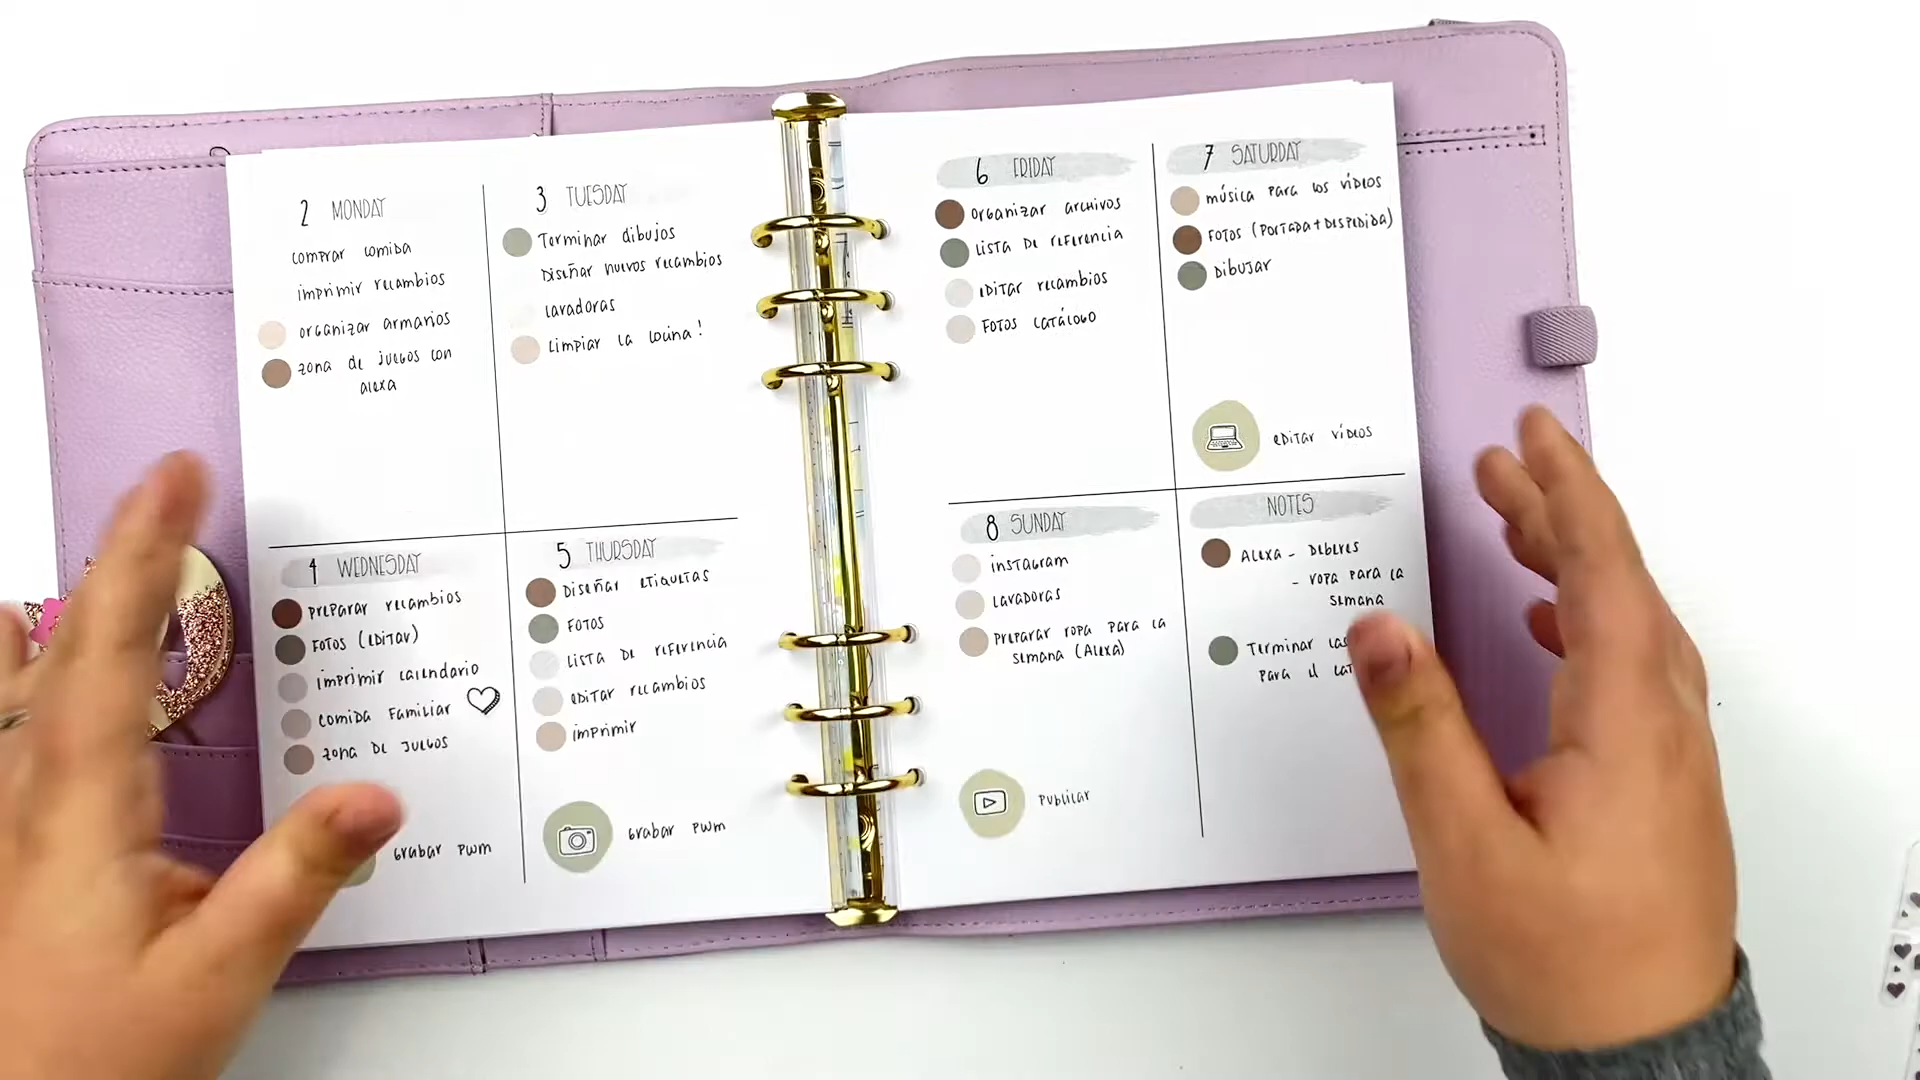 2 MONDAY
comprar comida
imprimir recambios
organizar armarios
zona de juegos con
alexa
3 TUESDAY
Terminar dibujos
Diseñar nuevos recambios
lavadoras
Limpiar la cocina!
4 WEDNESDAY
preparar recambios
Fotos (editar)
imprimir calendario
comida familiar
zona de juegos
Grabar pwm
5 THURSDAY
Diseñar etiquetas
Fotos
Lista de referencia
editar recambios
imprimir
Grabar pwm
6 FRIDAY
organizar archivos
Lista de referencia
editar recambios
Fotos catálogo
7 SATURDAY
música para los vídeos
Fotos (portada + despedida)
Dibujar
editar vídeos
8 SUNDAY
instagram
Lavadoras
preparar ropa para la
semana (Alexa)
publicar
NOTES
Alexa - Deberes
- ropa para la
semana
Terminar las
para el